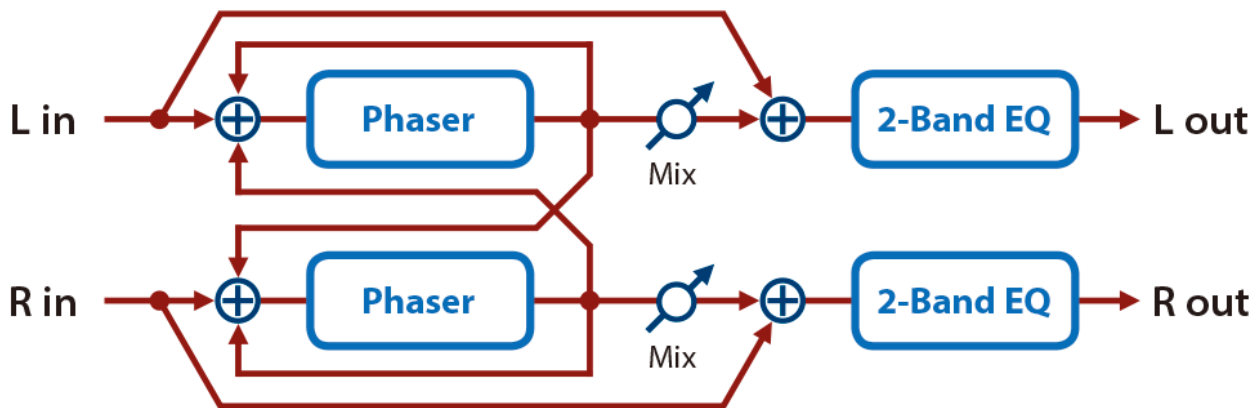 L in
Phaser
Mix
2-Band EQ
L out
R in
Phaser
Mix
2-Band EQ
R out